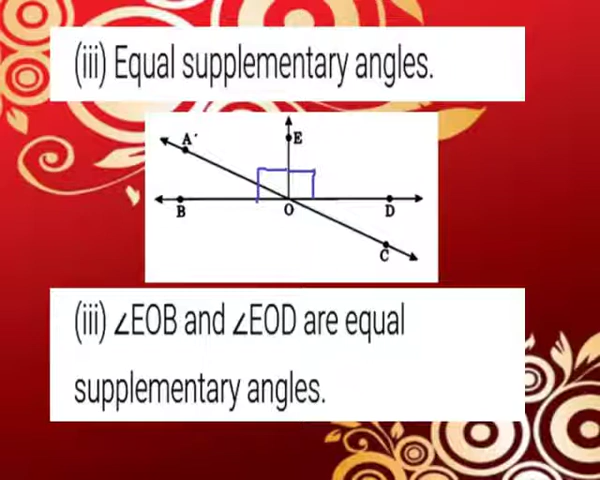 (iii) Equal supplementary angles.
A
E
B
O
D
C
(iii) ∠EOB and ∠EOD are equal
supplementary angles.